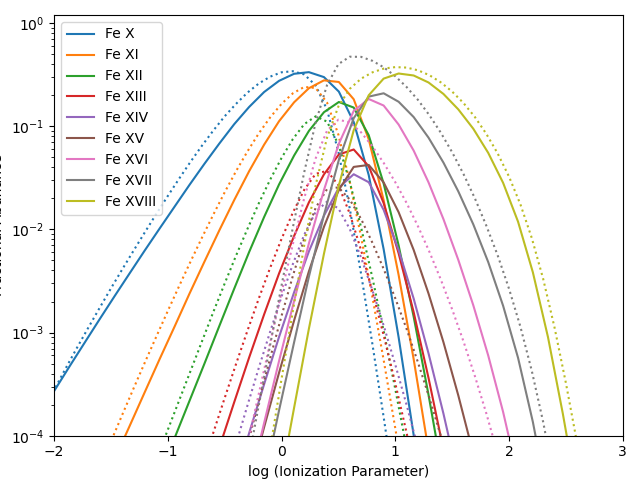 10⁰
10⁻¹
10⁻²
10⁻³
10⁻⁴
Fe X
Fe XI
Fe XII
Fe XIII
Fe XIV
Fe XV
Fe XVI
Fe XVII
Fe XVIII
−2 −1 0 1 2 3
log (Ionization Parameter)